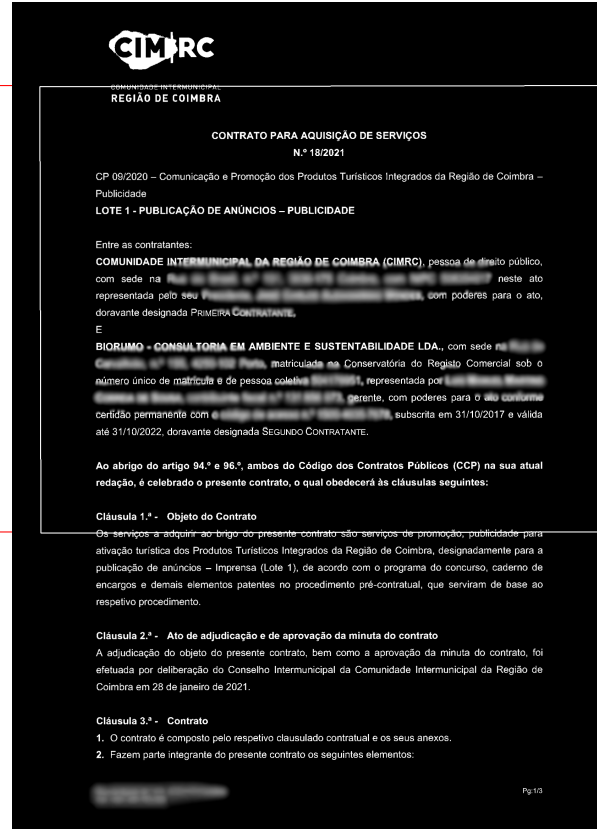 CIM RC
COMUNIDADE INTERMUNICIPAL
REGIÃO DE COIMBRA
CONTRATO PARA AQUISIÇÃO DE SERVIÇOS
N.º 18/2021
CP 09/2020 – Comunicação e Promoção dos Produtos Turísticos Integrados da Região de Coimbra –
Publicidade
LOTE 1 - PUBLICAÇÃO DE ANÚNCIOS – PUBLICIDADE
Entre as contratantes:
COMUNIDADE INTERMUNICIPAL DA REGIÃO DE COIMBRA (CIMRC), pessoa de direito público,
com sede na neste ato
representada pelo seu com poderes para o ato,
doravante designada PRIMEIRA CONTRATANTE.
E
BIORUMO - CONSULTORIA EM AMBIENTE E SUSTENTABILIDADE LDA., com sede
matriculada na Conservatória do Registo Comercial sob o
número único de matrícula e de pessoa coletiva representada por
gerente, com poderes para o ato conforme
certidão permanente com o subscrita em 31/10/2017 e válida
até 31/10/2022, doravante designada SEGUNDO CONTRATANTE.
Ao abrigo do artigo 94.º e 96.º, ambos do Código dos Contratos Públicos (CCP) na sua atual
redação, é celebrado o presente contrato, o qual obedecerá às cláusulas seguintes:
Cláusula 1.ª - Objeto do Contrato
Os serviços a adquirir ao brigo do presente contrato são serviços de promoção, publicidade para
ativação turística dos Produtos Turísticos Integrados da Região de Coimbra, designadamente para a
publicação de anúncios – Imprensa (Lote 1), de acordo com o programa do concurso, caderno de
encargos e demais elementos patentes no procedimento pré-contratual, que serviram de base ao
respetivo procedimento.
Cláusula 2.ª - Ato de adjudicação e de aprovação da minuta do contrato
A adjudicação do objeto do presente contrato, bem como a aprovação da minuta do contrato, foi
efetuada por deliberação do Conselho Intermunicipal da Comunidade Intermunicipal da Região de
Coimbra em 28 de janeiro de 2021.
Cláusula 3.ª - Contrato
1. O contrato é composto pelo respetivo clausulado contratual e os seus anexos.
2. Fazem parte integrante do presente contrato os seguintes elementos:
Pg:1/3